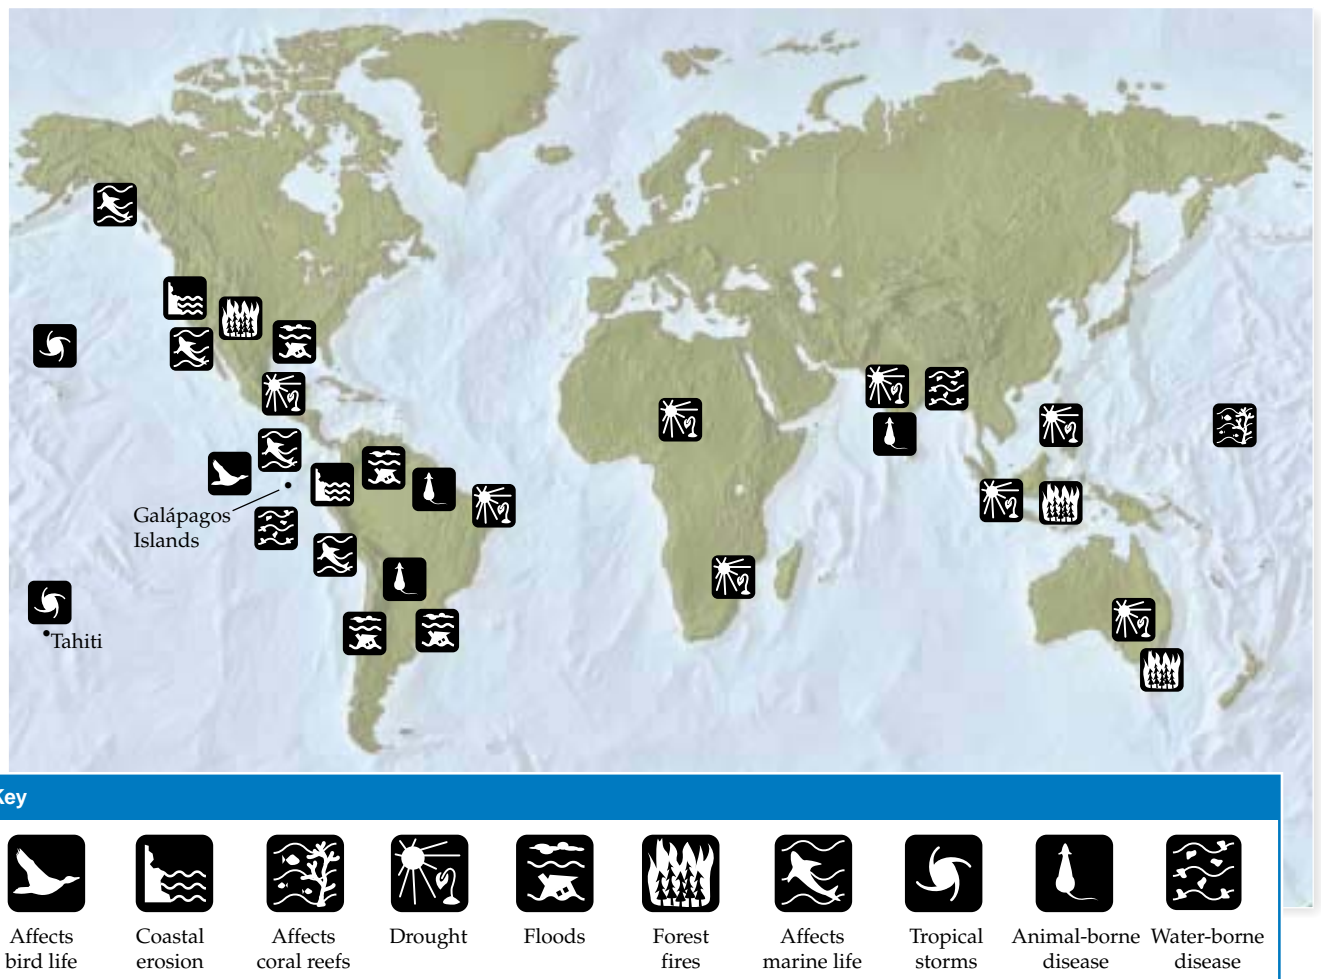 Galápagos
Islands
Tahiti
Key
Affects
bird life
Coastal
erosion
Affects
coral reefs
Drought
Floods
Forest
fires
Affects
marine life
Tropical
storms
Animal-borne
disease
Water-borne
disease